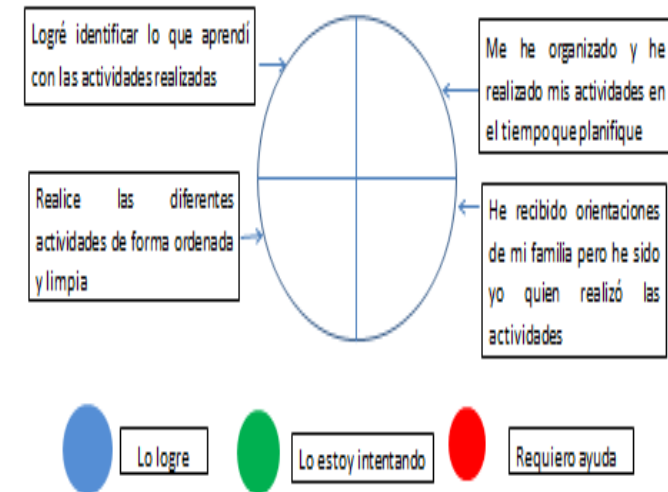 Logré identificar lo que aprendí
con las actividades realizadas
Me he organizado y he
realizado mis actividades en
el tiempo que planifique
Realice las diferentes
actividades de forma ordenada
y limpia
He recibido orientaciones
de mi familia pero he sido
yo quien realizó las
actividades
Lo logre
Lo estoy intentando
Requiero ayuda